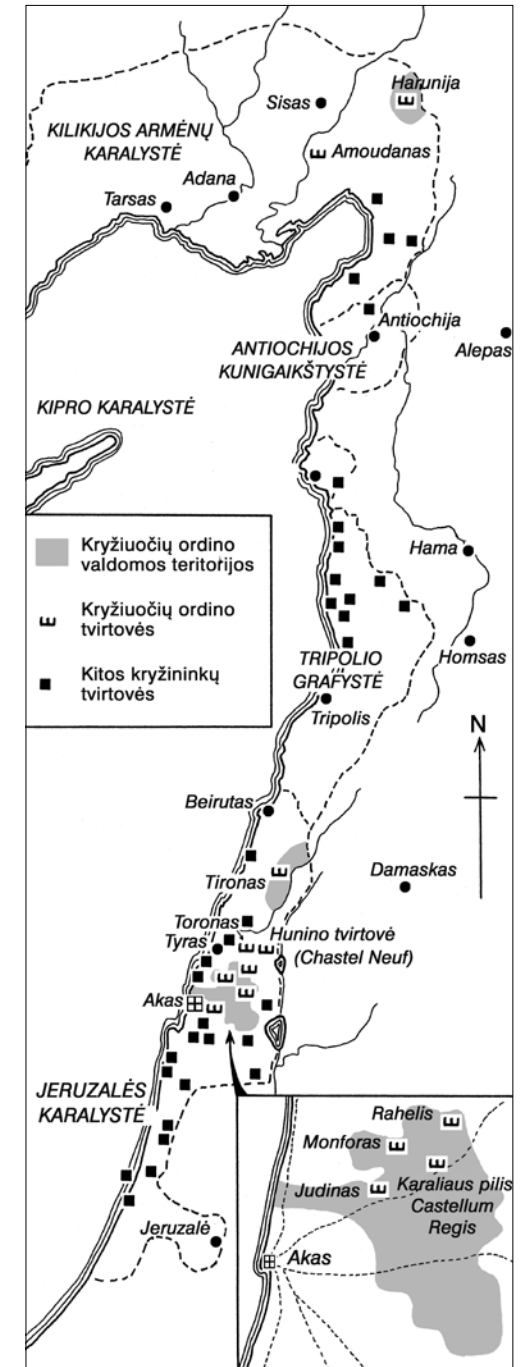 Harunija
Sisas
KILIKIJOS ARMĖNŲ
KARALYSTĖ
Amoudanas
Adana
Tarsas
Antiochija
Alepas
ANTIOCHIJOS
KUNIGAIKŠTYSTĖ
KIPRO KARALYSTĖ
Kryžiuočių ordino
valdomos teritorijos
Kryžiuočių ordino
tvirtovės
Kitos kryžininkų
tvirtovės
Hama
Homsas
TRIPOLIO
GRAFYSTĖ
Tripolis
N
Beirutas
Tironas
Damaskas
Toronas
Tyras
Hunino tvirtovė
(Chastel Neuf)
Akas
JERUZALĖS
KARALYSTĖ
Jeruzalė
Rahelis
Monforas
Judinas
Karaliaus pilis
Castellum
Regis
Akas